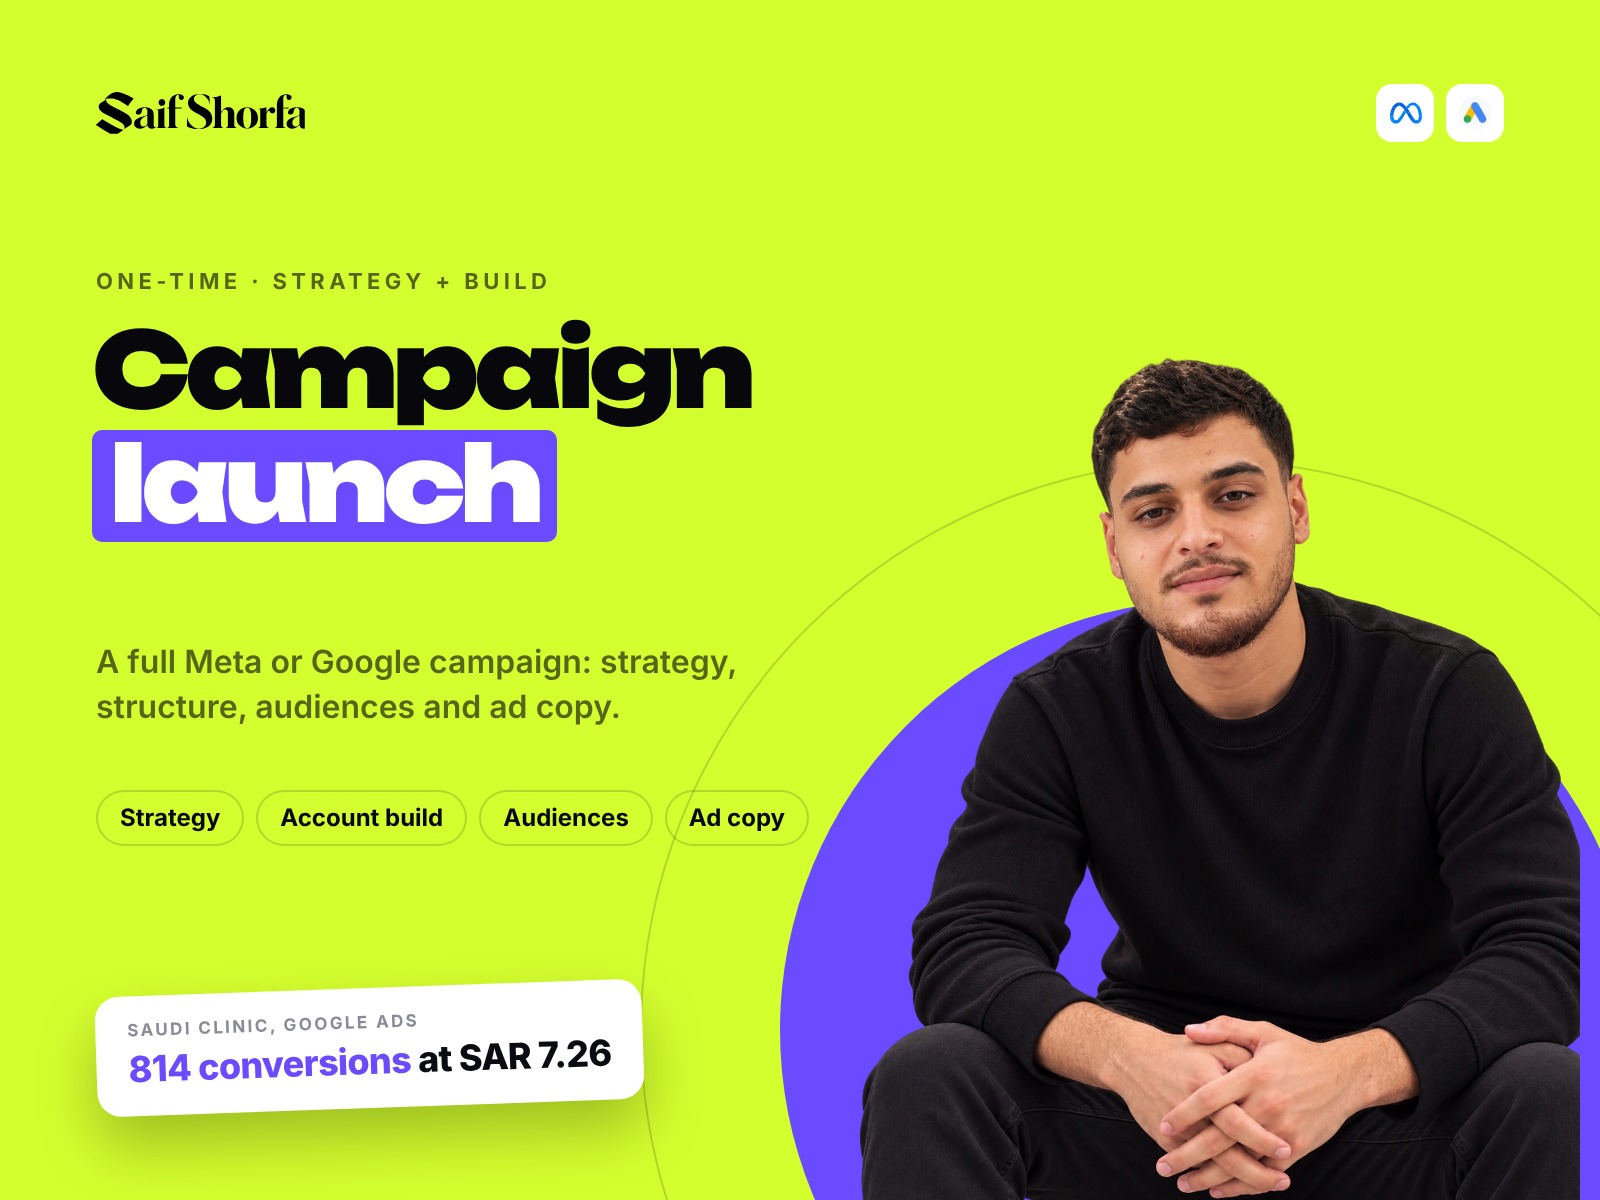 Saif Shorfa
ONE-TIME · STRATEGY + BUILD
Campaign
launch
A full Meta or Google campaign: strategy,
structure, audiences and ad copy.
Strategy
Account build
Audiences
Ad copy
SAUDI CLINIC, GOOGLE ADS
814 conversions at SAR 7.26